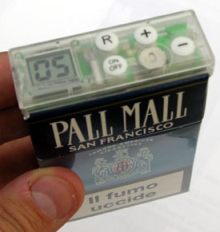 05
R + -
ON
OFF
PALL MALL
SAN FRANCISCO
Il fumo
uccide